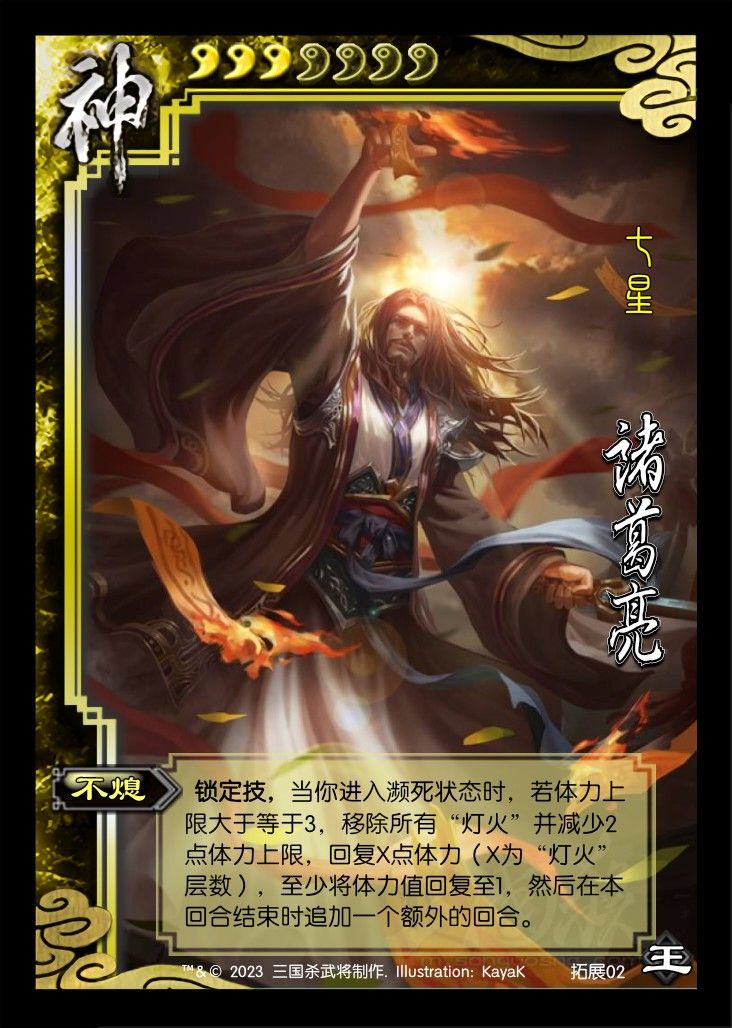 神
七星
諸葛亮
不熄
锁定技，当你进入濒死状态时，若体力上
限大于等于3，移除所有“灯火”并减少2
点体力上限，回复X点体力（X为“灯火”
层数），至少将体力值回复至1，然后在本
回合结束时追加一个额外的回合。
™&© 2023 三国杀武将制作. Illustration: KayaK
拓展02
王